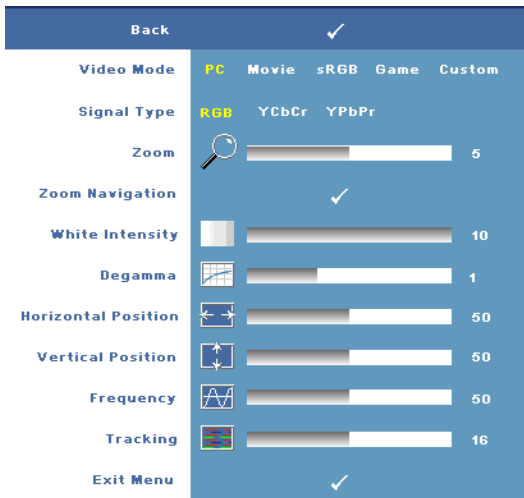 Back
Video Mode PC Movie sRGB Game Custom
Signal Type RGB YCbCr YPbPr
Zoom 5
Zoom Navigation
White Intensity 10
Degamma 1
Horizontal Position 50
Vertical Position 50
Frequency 50
Tracking 16
Exit Menu